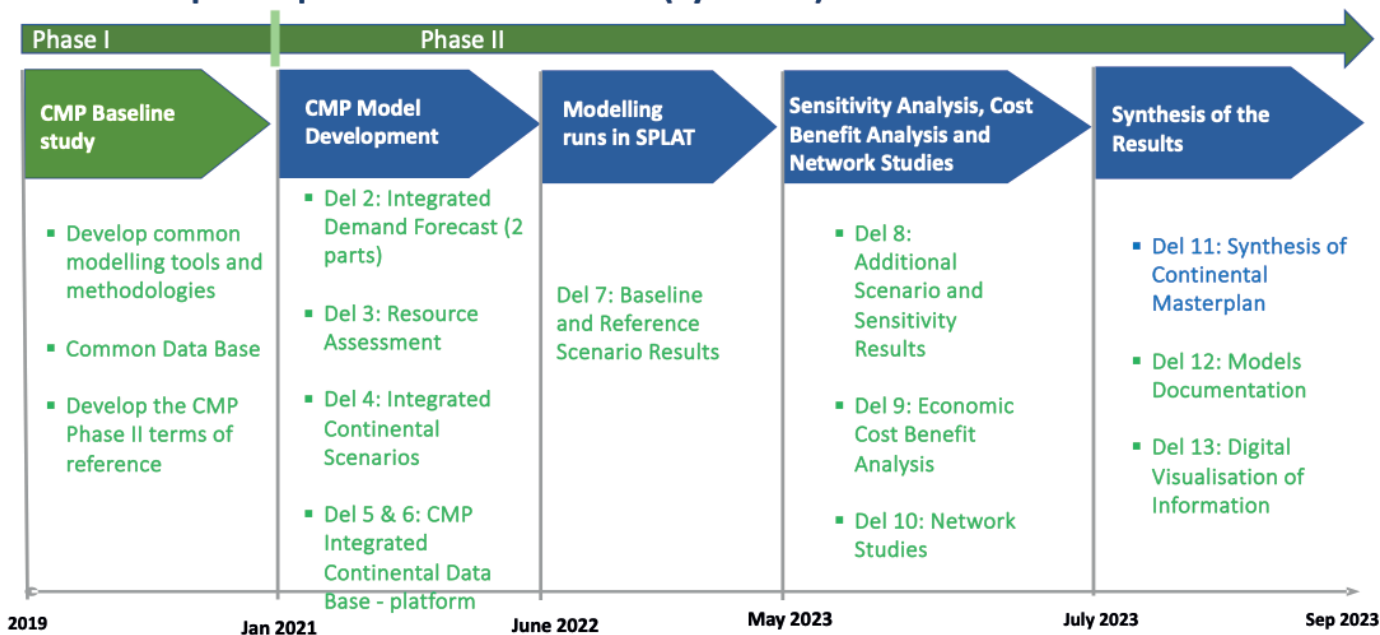 Phase I
Phase II
CMP Baseline
study
CMP Model
Development
Modelling
runs in SPLAT
Sensitivity Analysis, Cost
Benefit Analysis and
Network Studies
Synthesis of the
Results
▪ Develop common
modelling tools and
methodologies
▪ Common Data Base
▪ Develop the CMP
Phase II terms of
reference
▪ Del 2: Integrated
Demand Forecast (2
parts)
▪ Del 3: Resource
Assessment
▪ Del 4: Integrated
Continental
Scenarios
▪ Del 5 & 6: CMP
Integrated
Continental Data
Base - platform
Del 7: Baseline
and Reference
Scenario Results
▪ Del 8:
Additional
Scenario and
Sensitivity
Results
▪ Del 9: Economic
Cost Benefit
Analysis
▪ Del 10: Network
Studies
▪ Del 11: Synthesis of
Continental
Masterplan
▪ Del 12: Models
Documentation
▪ Del 13: Digital
Visualisation of
Information
2019
Jan 2021
June 2022
May 2023
July 2023
Sep 2023